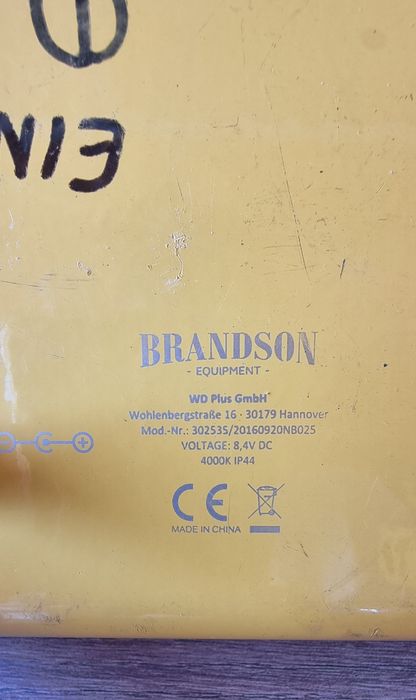 BRANDSON
- EQUIPMENT -
WD Plus GmbH
Wohlenbergstraße 16 · 30179 Hannover
Mod.-Nr.: 302535/20160920NB025
VOLTAGE: 8,4V DC
4000K IP44
CE
MADE IN CHINA